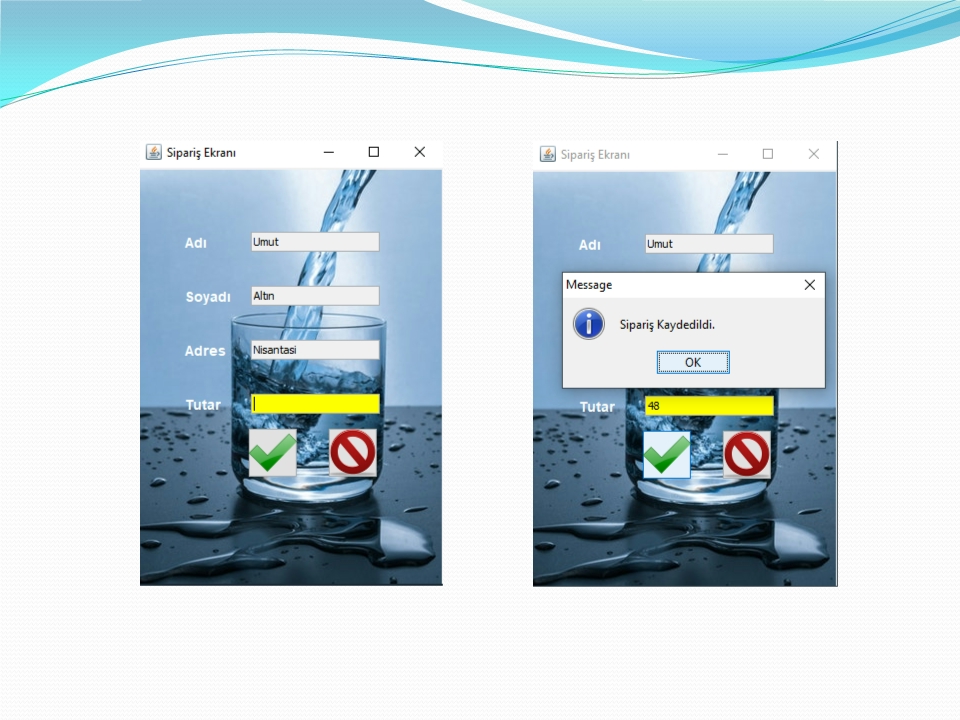 Sipariş Ekranı
Adı Umut
Soyadı Altın
Adres Nisantasi
Tutar
Sipariş Ekranı
Adı Umut
Message
Sipariş Kaydedildi.
OK
Tutar 48